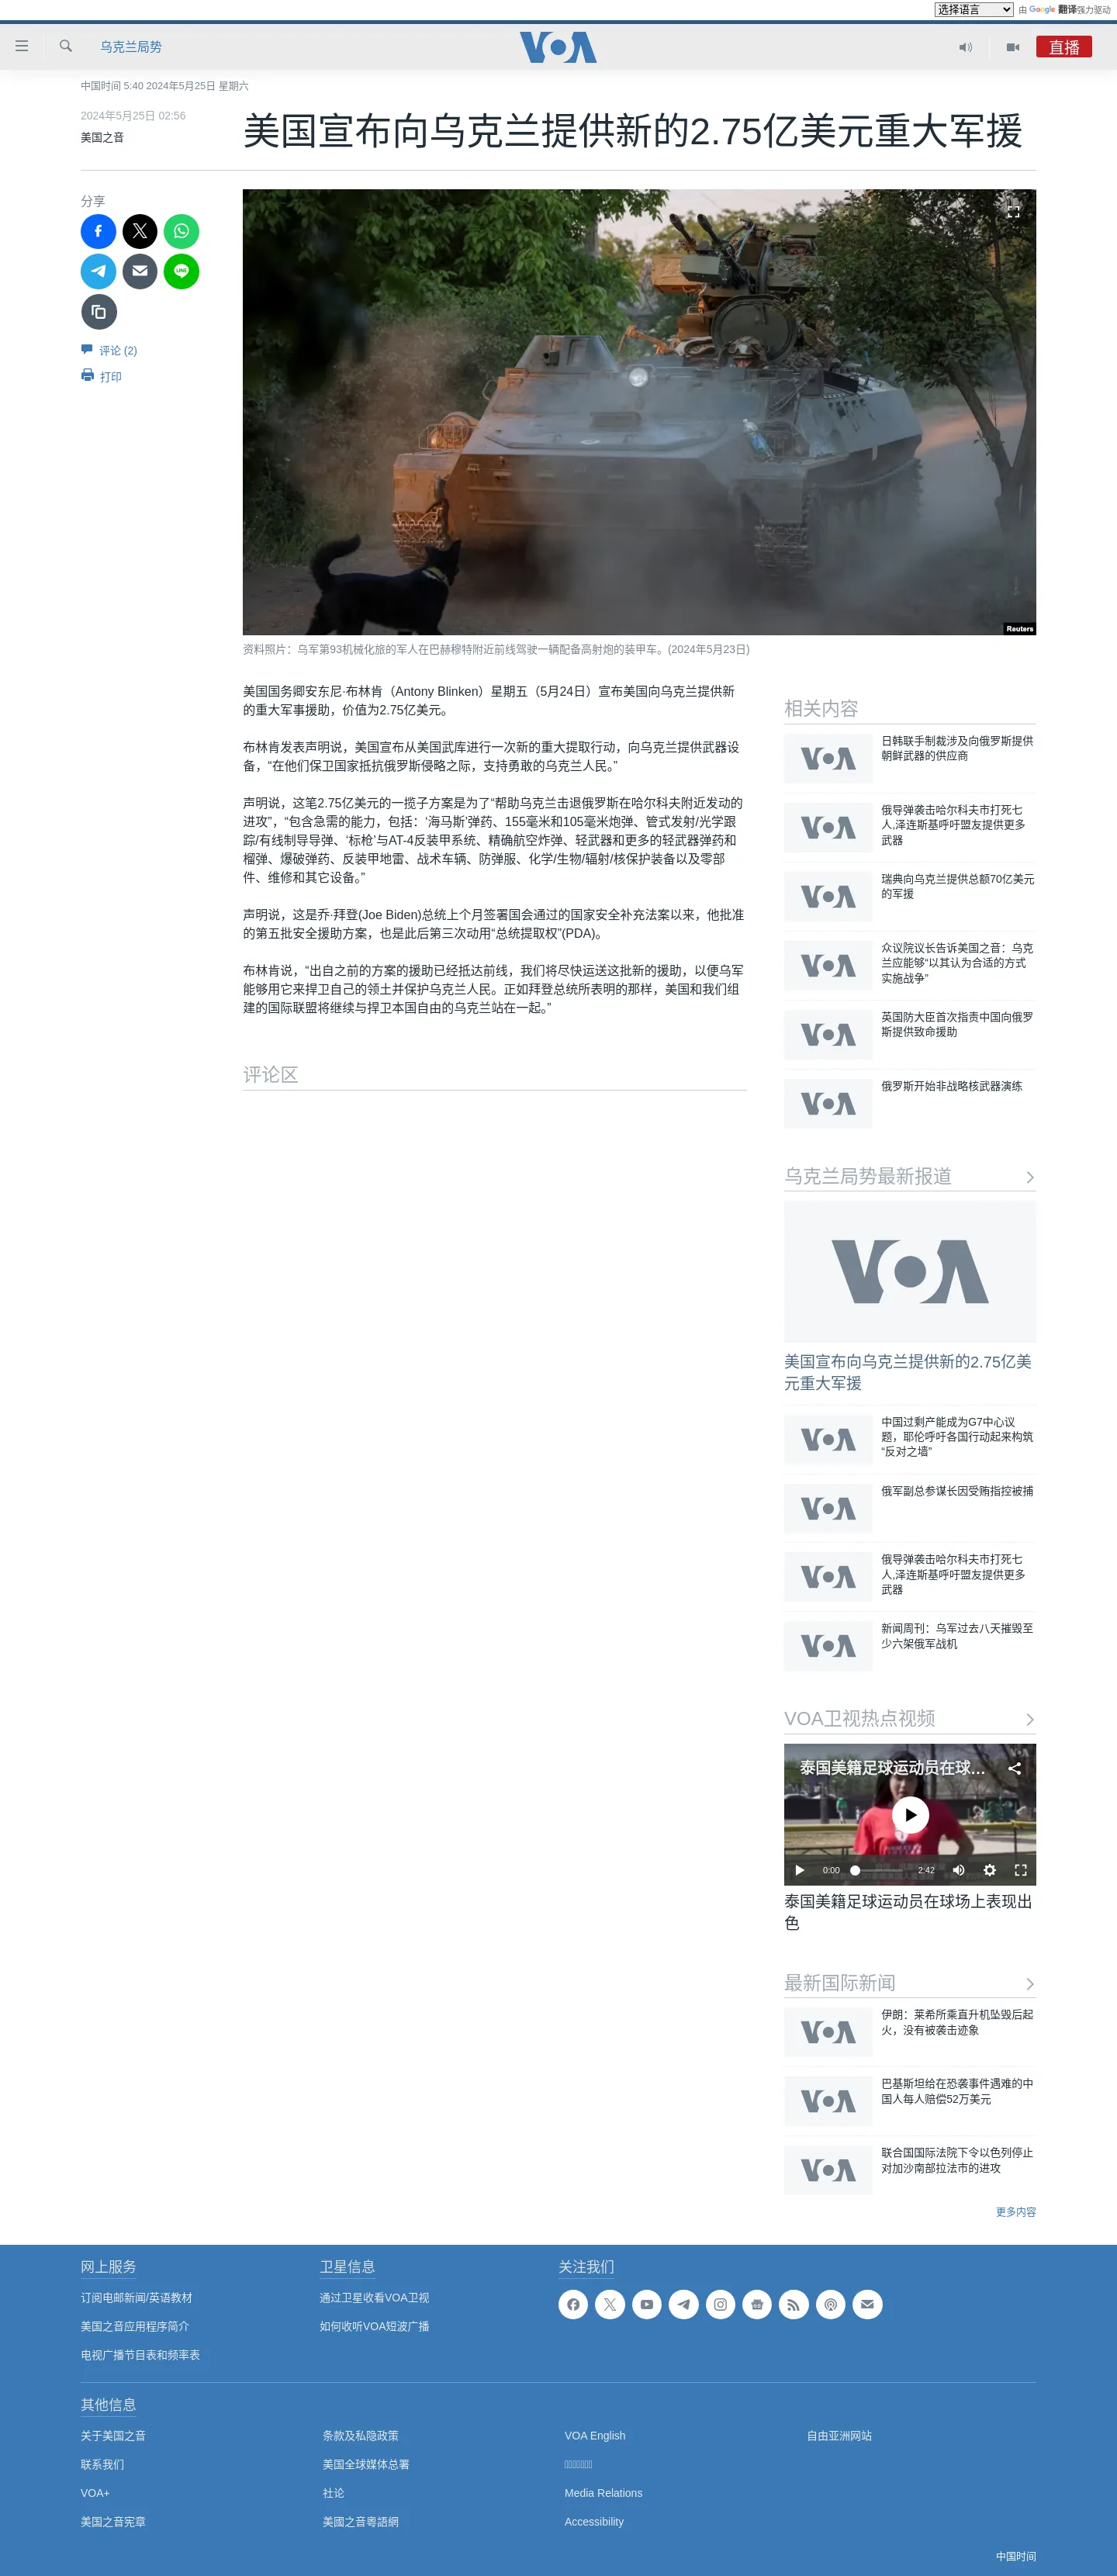 选择语言
由 Google 翻译强力驱动
乌克兰局势
VOA
直播
中国时间 5:40 2024年5月25日 星期六
2024年5月25日 02:56
美国之音
美国宣布向乌克兰提供新的2.75亿美元重大军援
分享
评论 (2)
打印
Reuters
资料照片：乌军第93机械化旅的军人在巴赫穆特附近前线驾驶一辆配备高射炮的装甲车。(2024年5月23日)
美国国务卿安东尼·布林肯（Antony Blinken）星期五（5月24日）宣布美国向乌克兰提供新
的重大军事援助，价值为2.75亿美元。
布林肯发表声明说，美国宣布从美国武库进行一次新的重大提取行动，向乌克兰提供武器设
备，“在他们保卫国家抵抗俄罗斯侵略之际，支持勇敢的乌克兰人民。”
声明说，这笔2.75亿美元的一揽子方案是为了“帮助乌克兰击退俄罗斯在哈尔科夫附近发动的
进攻”，“包含急需的能力，包括：‘海马斯’弹药、155毫米和105毫米炮弹、管式发射/光学跟
踪/有线制导导弹、‘标枪’与AT-4反装甲系统、精确航空炸弹、轻武器和更多的轻武器弹药和
榴弹、爆破弹药、反装甲地雷、战术车辆、防弹服、化学/生物/辐射/核保护装备以及零部
件、维修和其它设备。”
声明说，这是乔·拜登(Joe Biden)总统上个月签署国会通过的国家安全补充法案以来，他批准
的第五批安全援助方案，也是此后第三次动用“总统提取权”(PDA)。
布林肯说，“出自之前的方案的援助已经抵达前线，我们将尽快运送这批新的援助，以便乌军
能够用它来捍卫自己的领土并保护乌克兰人民。正如拜登总统所表明的那样，美国和我们组
建的国际联盟将继续与捍卫本国自由的乌克兰站在一起。”
评论区
相关内容
VOA
日韩联手制裁涉及向俄罗斯提供
朝鲜武器的供应商
VOA
俄导弹袭击哈尔科夫市打死七
人,泽连斯基呼吁盟友提供更多
武器
VOA
瑞典向乌克兰提供总额70亿美元
的军援
VOA
众议院议长告诉美国之音：乌克
兰应能够“以其认为合适的方式
实施战争”
VOA
英国防大臣首次指责中国向俄罗
斯提供致命援助
VOA
俄罗斯开始非战略核武器演练
乌克兰局势最新报道
VOA
美国宣布向乌克兰提供新的2.75亿美
元重大军援
VOA
中国过剩产能成为G7中心议
题，耶伦呼吁各国行动起来构筑
“反对之墙”
VOA
俄军副总参谋长因受贿指控被捕
VOA
俄导弹袭击哈尔科夫市打死七
人,泽连斯基呼吁盟友提供更多
武器
VOA
新闻周刊：乌军过去八天摧毁至
少六架俄军战机
VOA卫视热点视频
泰国美籍足球运动员在球...
0:00
2:42
泰国美籍足球运动员在球场上表现出
色
最新国际新闻
VOA
伊朗：莱希所乘直升机坠毁后起
火，没有被袭击迹象
VOA
巴基斯坦给在恐袭事件遇难的中
国人每人赔偿52万美元
VOA
联合国国际法院下令以色列停止
对加沙南部拉法市的进攻
更多内容
网上服务
订阅电邮新闻/英语教材
美国之音应用程序简介
电视广播节目表和频率表
卫星信息
通过卫星收看VOA卫视
如何收听VOA短波广播
关注我们
其他信息
关于美国之音
联系我们
VOA+
美国之音宪章
条款及私隐政策
美国全球媒体总署
社论
美國之音粵語網
VOA English
Media Relations
Accessibility
自由亚洲网站
中国时间